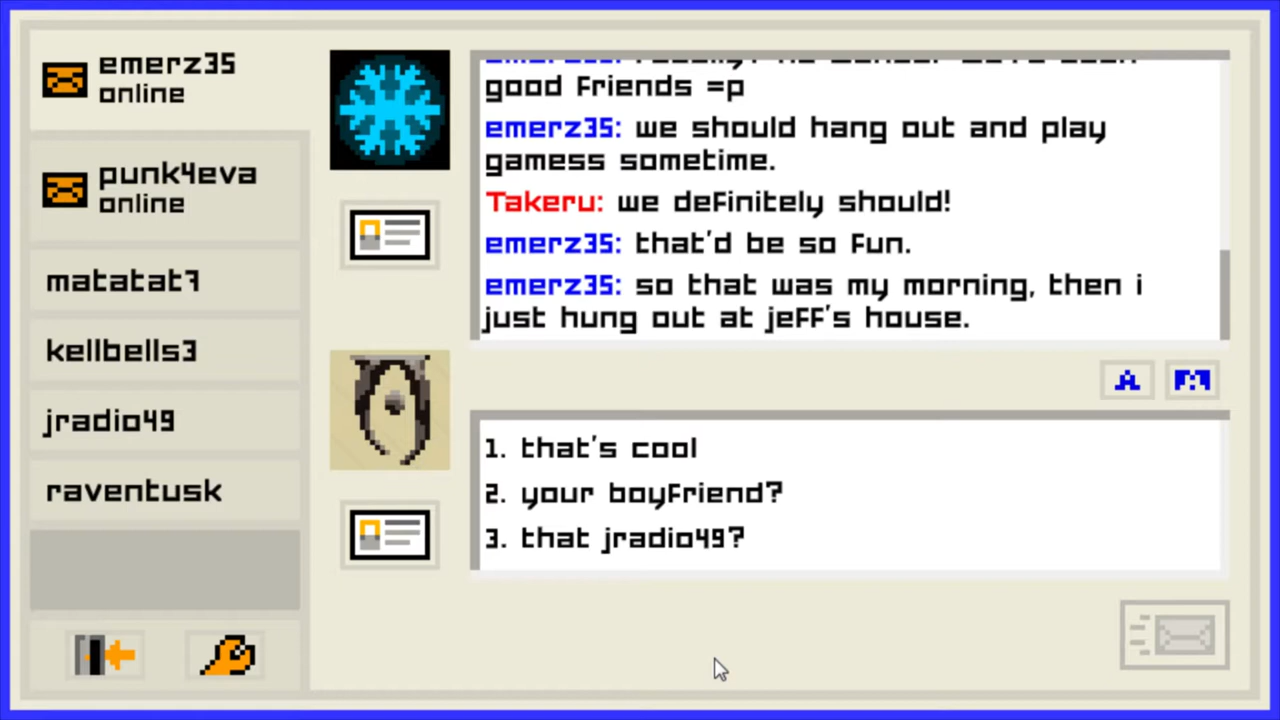 emerz35
online
punk4eva
online
matatat7
kellbells3
jradio49
raventusk
good friends =p
emerz35: we should hang out and play
gamess sometime.
Takeru: we definitely should!
emerz35: that'd be so fun.
emerz35: so that was my morning, then i
just hung out at jeff's house.
A
1. that's cool
2. your boyfriend?
3. that jradio49?